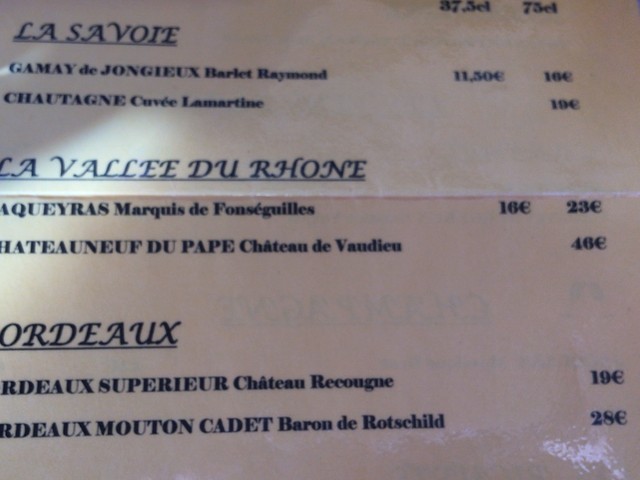 37,5cl 75cl
LA SAVOIE
GAMAY de JONGIEUX Barlet Raymond 11,50€ 16€
CHAUTAGNE Cuvée Lamartine 19€
LA VALLEE DU RHONE
AQUEYRAS Marquis de Fonséguilles 16€ 23€
HATEAUNEUF DU PAPE Château de Vaudieu 46€
ORDEAUX
RDEAUX SUPERIEUR Château Recougne 19€
RDEAUX MOUTON CADET Baron de Rotschild 28€